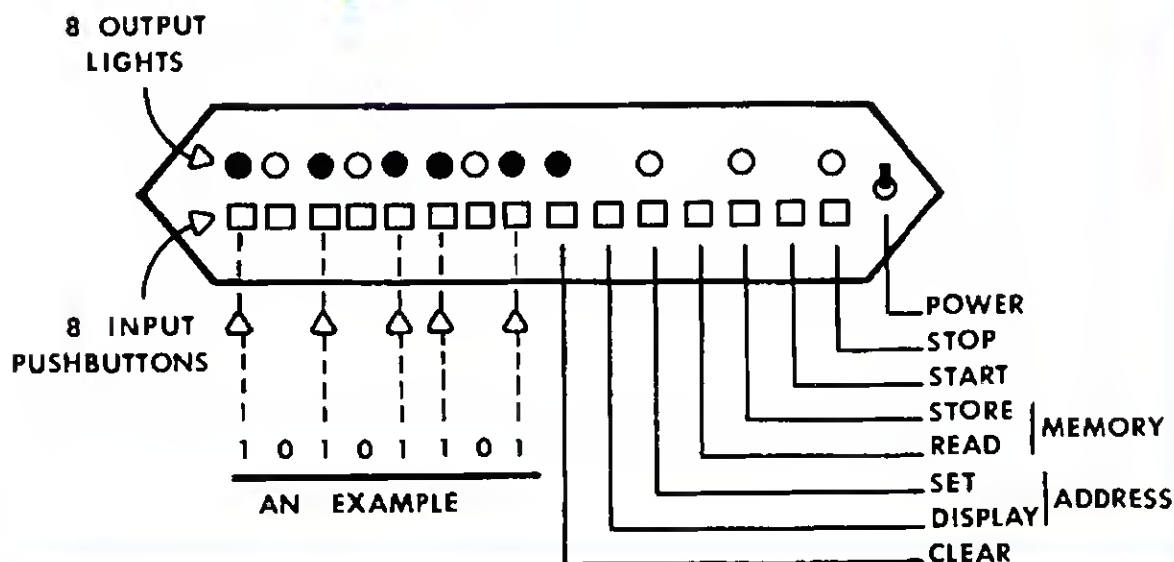 8 OUTPUT
LIGHTS
8 INPUT
PUSHBUTTONS
1 0 1 0 1 1 0 1
AN EXAMPLE
POWER
STOP
START
STORE
READ
MEMORY
SET
DISPLAY
ADDRESS
CLEAR